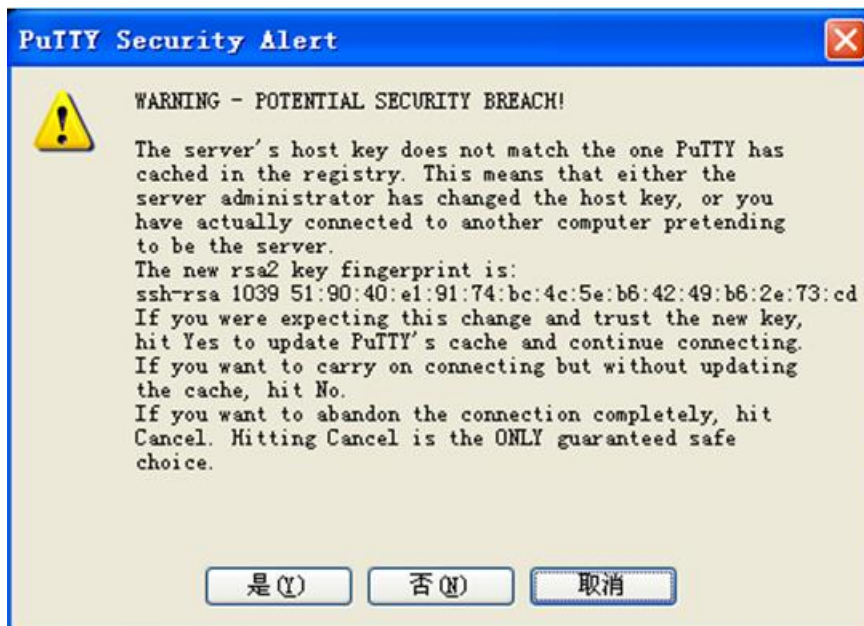 PuTTY Security Alert
WARNING - POTENTIAL SECURITY BREACH!
The server's host key does not match the one PuTTY has
cached in the registry. This means that either the
server administrator has changed the host key, or you
have actually connected to another computer pretending
to be the server.
The new rsa2 key fingerprint is:
ssh-rsa 1039 51:90:40:e1:91:74:bc:4c:5e:b6:42:49:b6:2e:73:cd
If you were expecting this change and trust the new key,
hit Yes to update PuTTY's cache and continue connecting.
If you want to carry on connecting but without updating
the cache, hit No.
If you want to abandon the connection completely, hit
Cancel. Hitting Cancel is the ONLY guaranteed safe
choice.
是(Y) 否(N) 取消